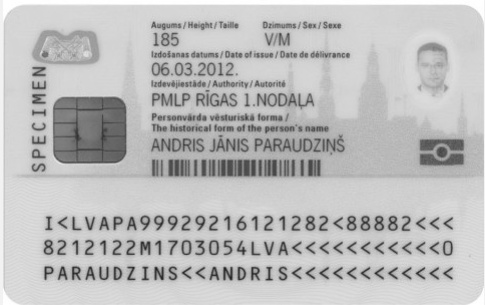 Augums / Height / Taille Dzimums / Sex / Sexe
185 V/M
Izdošanas datums / Date of issue / Date de délivrance
06.03.2012.
Izdevējiestāde / Authority / Autorité
PMLP RĪGAS 1.NODAĻA
Personvārda vēsturiskā forma /
The historical form of the person's name
ANDRIS JĀNIS PARAUDZIŅŠ
SPECIMEN
I<LVAPA999292216121282<88882<<<
8212122M1703054LVA<<<<<<<<<<<0
PARAUDZINS<<ANDRIS<<<<<<<<<<<<